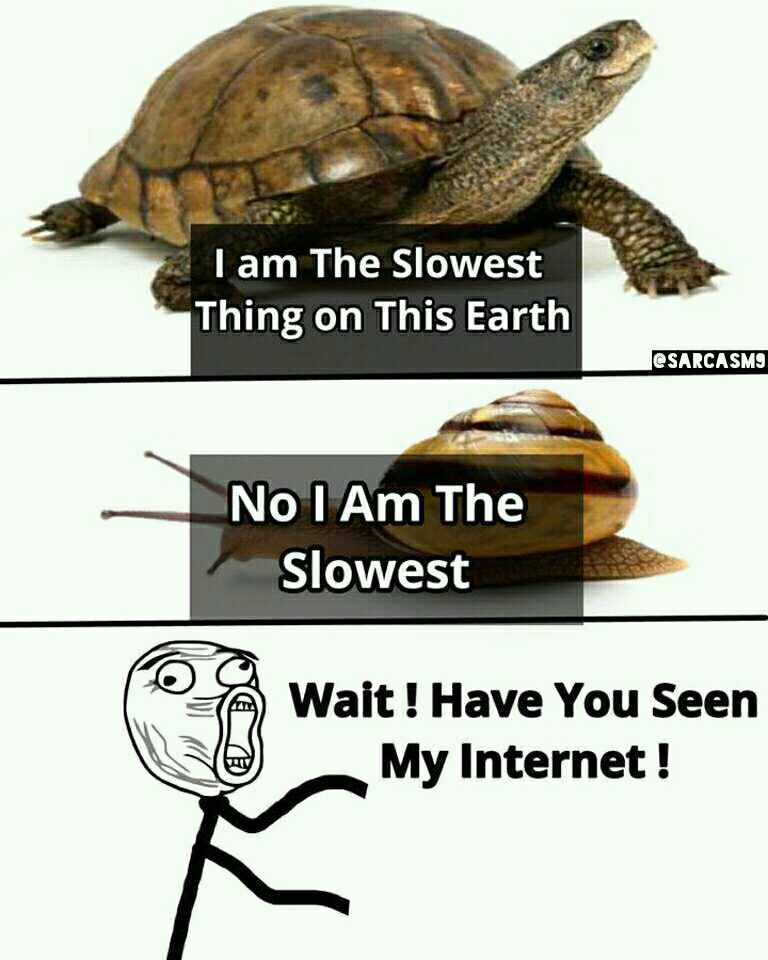 I am The Slowest
Thing on This Earth
@SARCASM9
No I Am The
Slowest
Wait ! Have You Seen
My Internet !